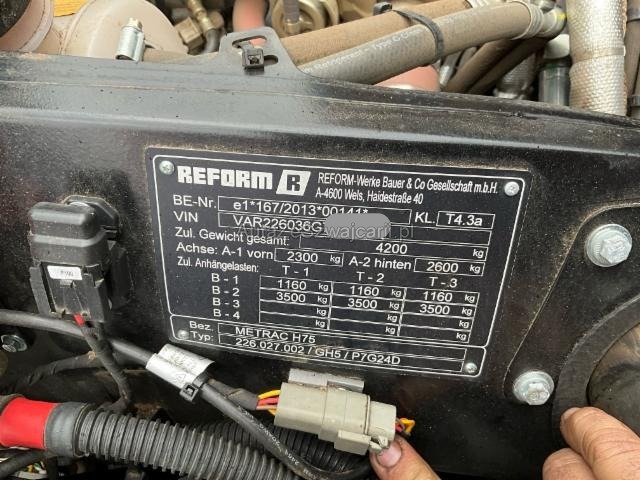 REFORM R
REFORM-Werke Bauer & Co Gesellschaft m.b.H.
A-4600 Wels, Haidestraße 40
BE-Nr. e1*167/2013*00141* KL. T4.3a
VIN VAR226036G
Zul. Gewicht gesamt: 4200 kg
Achse: A-1 vorn 2300 kg A-2 hinten 2600 kg
Zul. Anhängelasten: T - 1 T - 2 T - 3
B - 1 1160 kg 1160 kg 1160 kg
B - 2 3500 kg 3500 kg 3500 kg
B - 3 kg kg kg
B - 4 kg kg kg
Bez. METRAC H75
Typ: 226.027.002 / GH5 / P7G24D